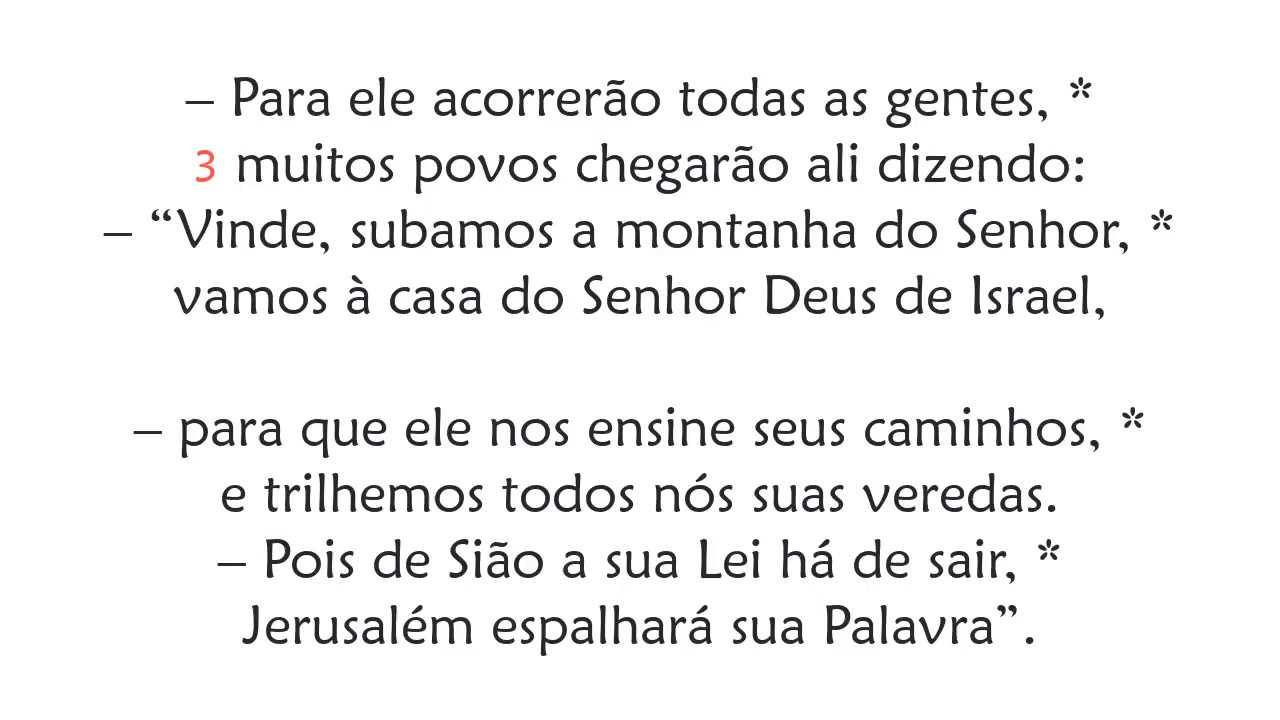 – Para ele acorrerão todas as gentes, *
3 muitos povos chegarão ali dizendo:
– “Vinde, subamos a montanha do Senhor, *
vamos à casa do Senhor Deus de Israel,
– para que ele nos ensine seus caminhos, *
e trilhemos todos nós suas veredas.
– Pois de Sião a sua Lei há de sair, *
Jerusalém espalhará sua Palavra”.